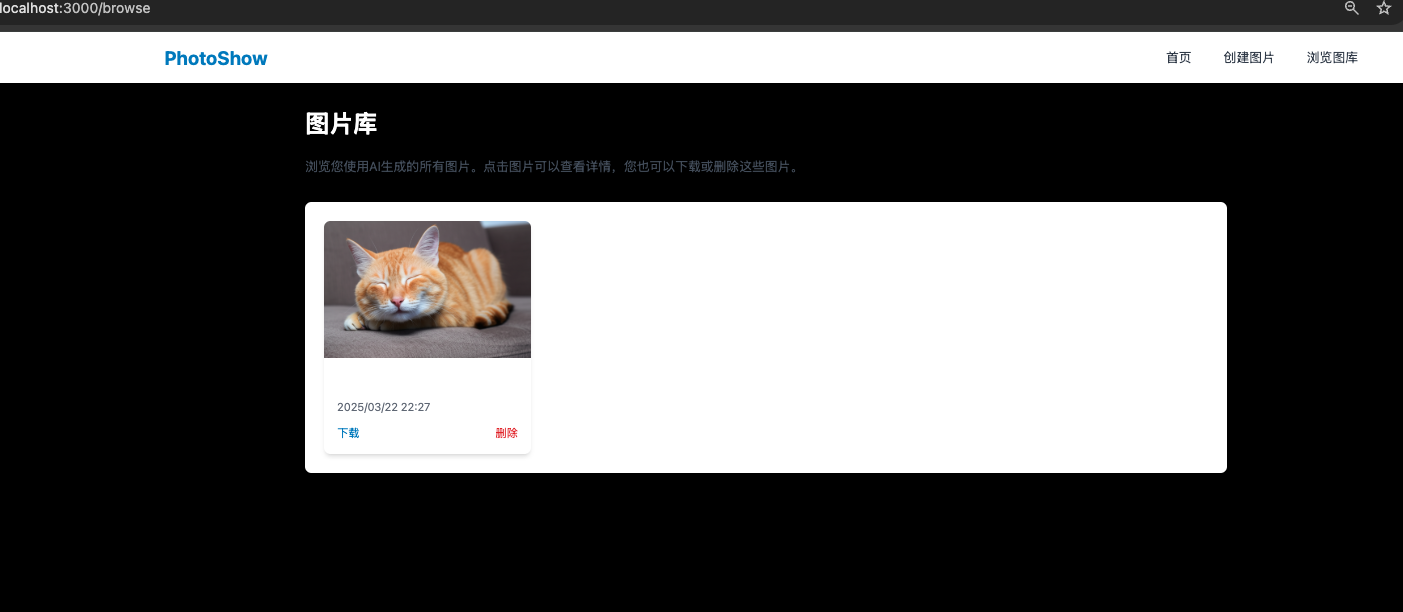 localhost:3000/browse
PhotoShow
首页
创建图片
浏览图库
图片库
浏览您使用AI生成的所有图片。点击图片可以查看详情，您也可以下载或删除这些图片。
2025/03/22 22:27
下载
删除